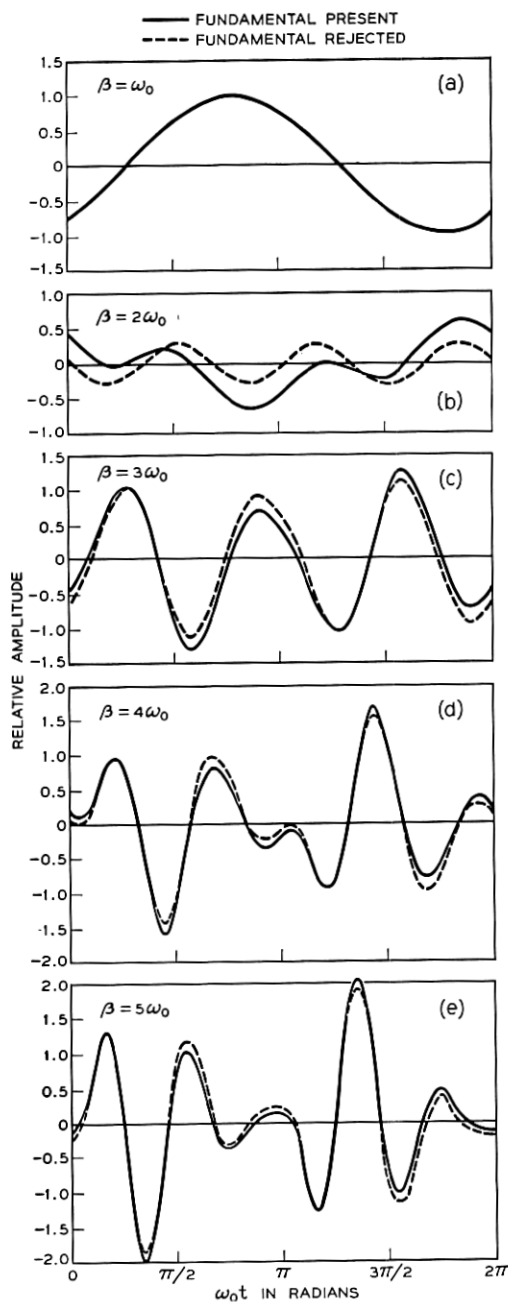 FUNDAMENTAL PRESENT
FUNDAMENTAL REJECTED
1.5
1.0
0.5
0
-0.5
-1.0
-1.5
β=ω₀
(a)
1.0
0.5
0
-0.5
-1.0
β=2ω₀
(b)
1.5
1.0
0.5
0
-0.5
-1.0
-1.5
β=3ω₀
(c)
RELATIVE AMPLITUDE
2.0
1.5
1.0
0.5
0
-0.5
-1.0
-1.5
-2.0
β=4ω₀
(d)
2.0
1.5
1.0
0.5
0
-0.5
-1.0
-1.5
-2.0
β=5ω₀
(e)
0 π/2 π 3π/2 2π
ω₀t IN RADIANS